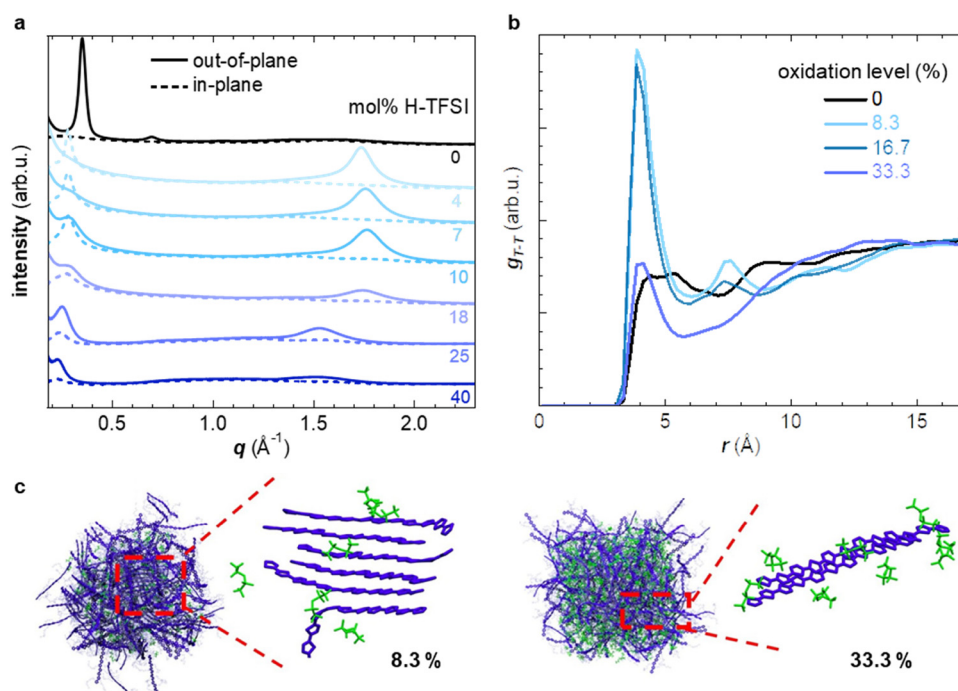 a
out-of-plane
in-plane
mol% H-TFSI
0
4
7
10
18
25
40
intensity (arb.u.)
0.5
1.0
1.5
2.0
q (Å⁻¹)
b
oxidation level (%)
0
8.3
16.7
33.3
g_T-T (arb.u.)
0
5
10
15
r (Å)
c
8.3 %
33.3 %